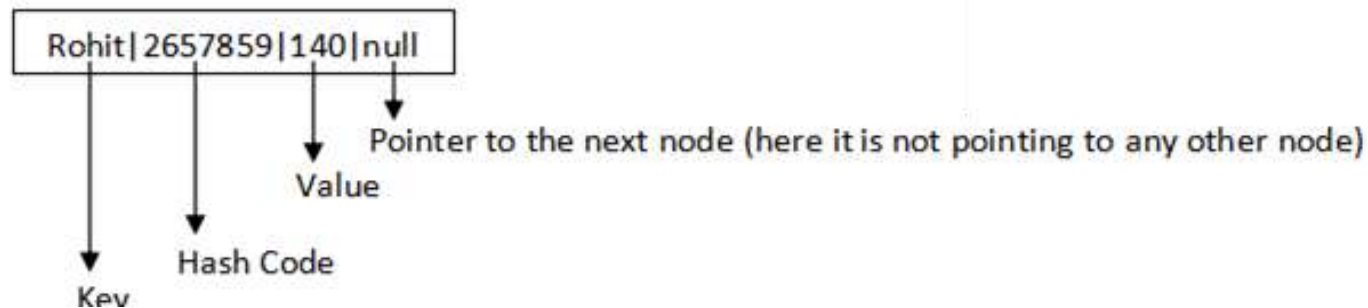 Rohit|2657859|140|null
Pointer to the next node (here it is not pointing to any other node)
Value
Hash Code
Key